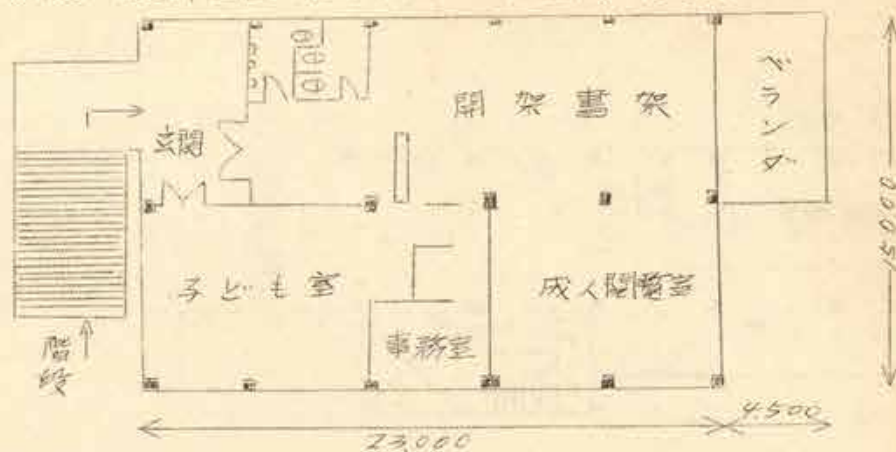 開架書架
ベランダ
玄関
子ども室
成人閲覧室
事務室
階段
4.500
23,000
15,000